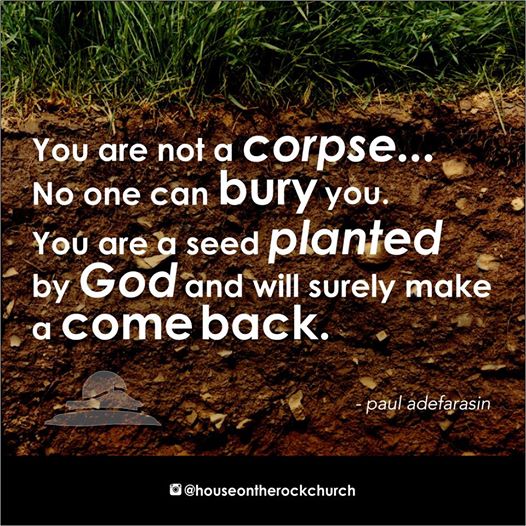 You are not a corpse...
No one can bury you.
You are a seed planted
by God and will surely make
a come back.
- paul adefarasin
@houseontherockchurch